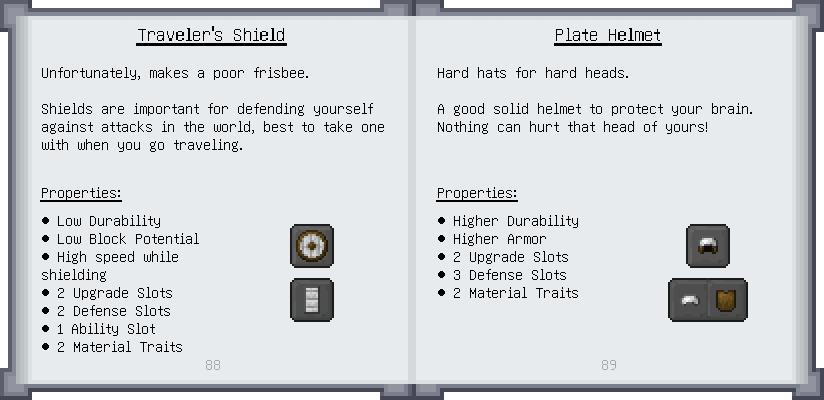 Traveler's Shield
Unfortunately, makes a poor frisbee.
Shields are important for defending yourself
against attacks in the world, best to take one
with when you go traveling.
Properties:
• Low Durability
• Low Block Potential
• High speed while
shielding
• 2 Upgrade Slots
• 2 Defense Slots
• 1 Ability Slot
• 2 Material Traits
88
Plate Helmet
Hard hats for hard heads.
A good solid helmet to protect your brain.
Nothing can hurt that head of yours!
Properties:
• Higher Durability
• Higher Armor
• 2 Upgrade Slots
• 3 Defense Slots
• 2 Material Traits
89